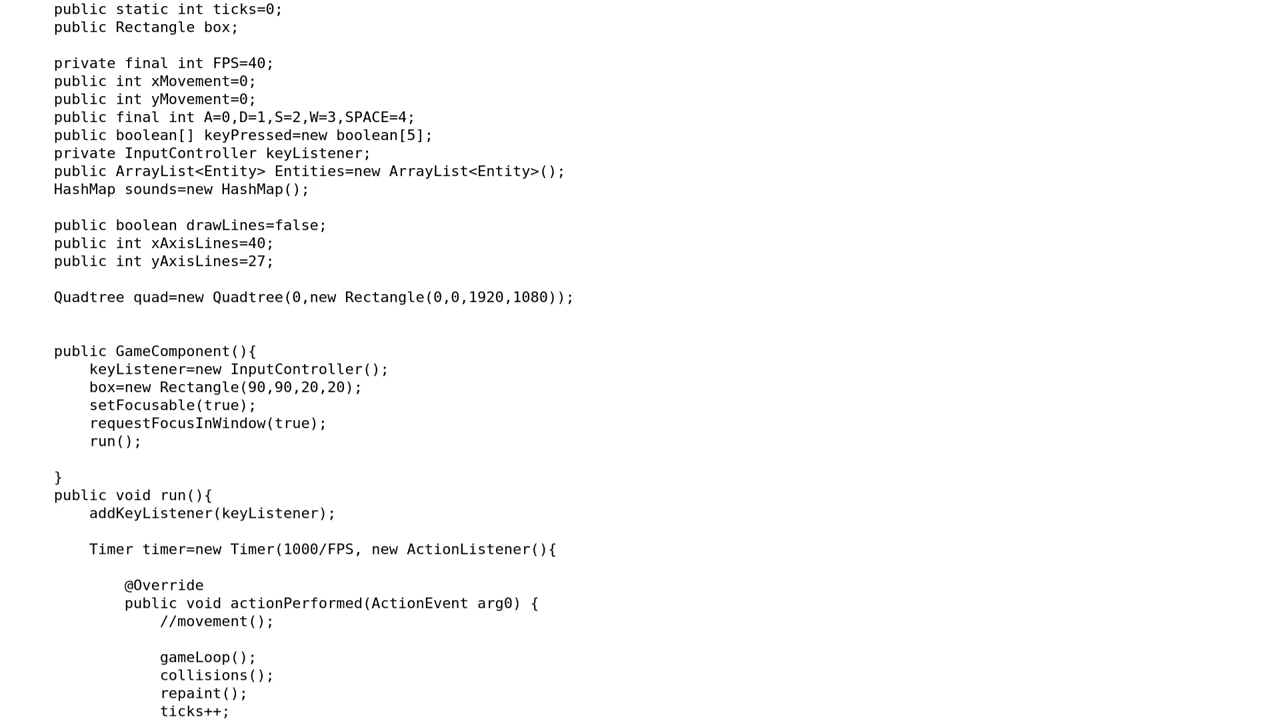 public static int ticks=0;
public Rectangle box;
private final int FPS=40;
public int xMovement=0;
public int yMovement=0;
public final int A=0,D=1,S=2,W=3,SPACE=4;
public boolean[] keyPressed=new boolean[5];
private InputController keyListener;
public ArrayList<Entity> Entities=new ArrayList<Entity>();
HashMap sounds=new HashMap();
public boolean drawLines=false;
public int xAxisLines=40;
public int yAxisLines=27;
Quadtree quad=new Quadtree(0,new Rectangle(0,0,1920,1080));
public GameComponent(){
keyListener=new InputController();
box=new Rectangle(90,90,20,20);
setFocusable(true);
requestFocusInWindow(true);
run();
}
public void run(){
addKeyListener(keyListener);
Timer timer=new Timer(1000/FPS, new ActionListener(){
@Override
public void actionPerformed(ActionEvent arg0) {
//movement();
gameLoop();
collisions();
repaint();
ticks++;